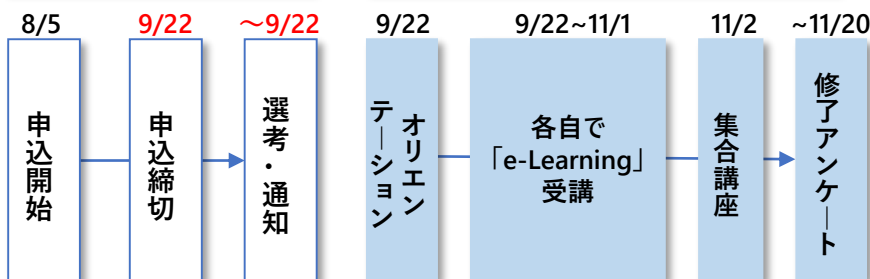 8/5
9/22
～9/22
9/22
9/22~11/1
11/2
~11/20
申込開始
申込締切
選考・通知
オリエン
テーション
各自で
「e-Learning」
受講
集合講座
修了アンケート